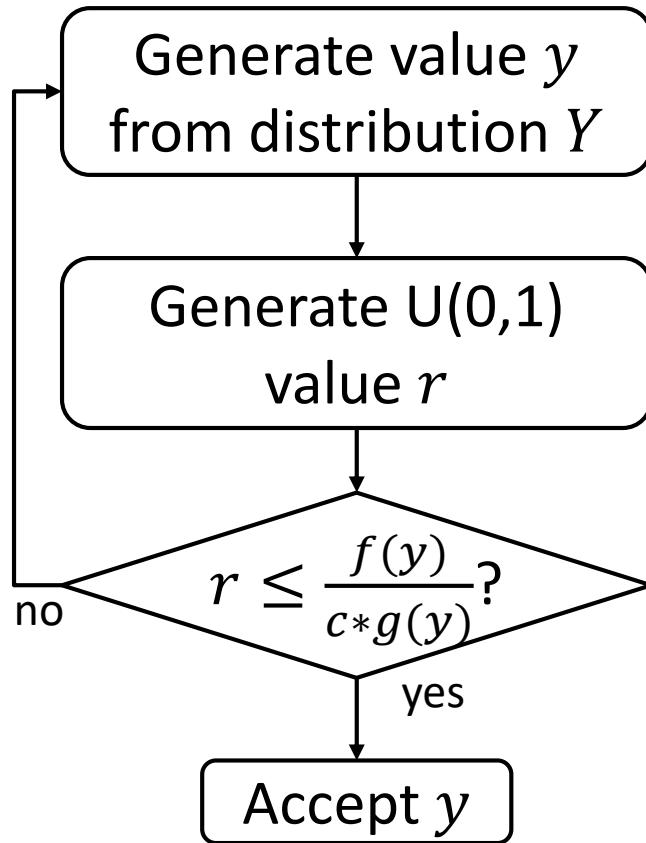 Generate value y
from distribution Y
Generate U(0,1)
value r
r ≤ f(y)/c*g(y)?
no
yes
Accept y